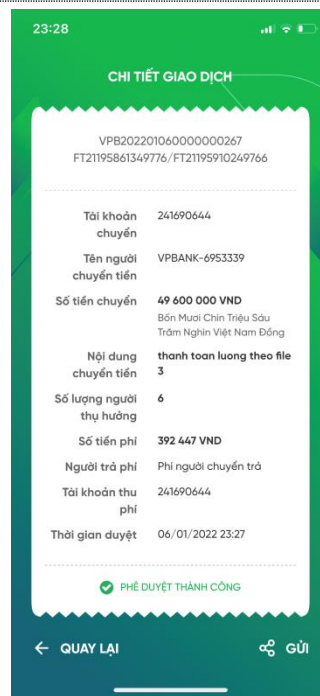 23:28
CHI TIẾT GIAO DỊCH
VPB202201060000000267
FT21195861349776/FT21195910249766
Tài khoản chuyển 241690644
Tên người chuyển tiền VPBANK-6953339
Số tiền chuyển 49 600 000 VND
Bốn Mươi Chín Triệu Sáu
Trăm Nghìn Việt Nam Đồng
Nội dung chuyển tiền thanh toan luong theo file
3
Số lượng người thụ hưởng 6
Số tiền phí 392 447 VND
Người trả phí Phí người chuyển trả
Tài khoản thu phí 241690644
Thời gian duyệt 06/01/2022 23:27
PHÊ DUYỆT THÀNH CÔNG
QUAY LẠI GỬI